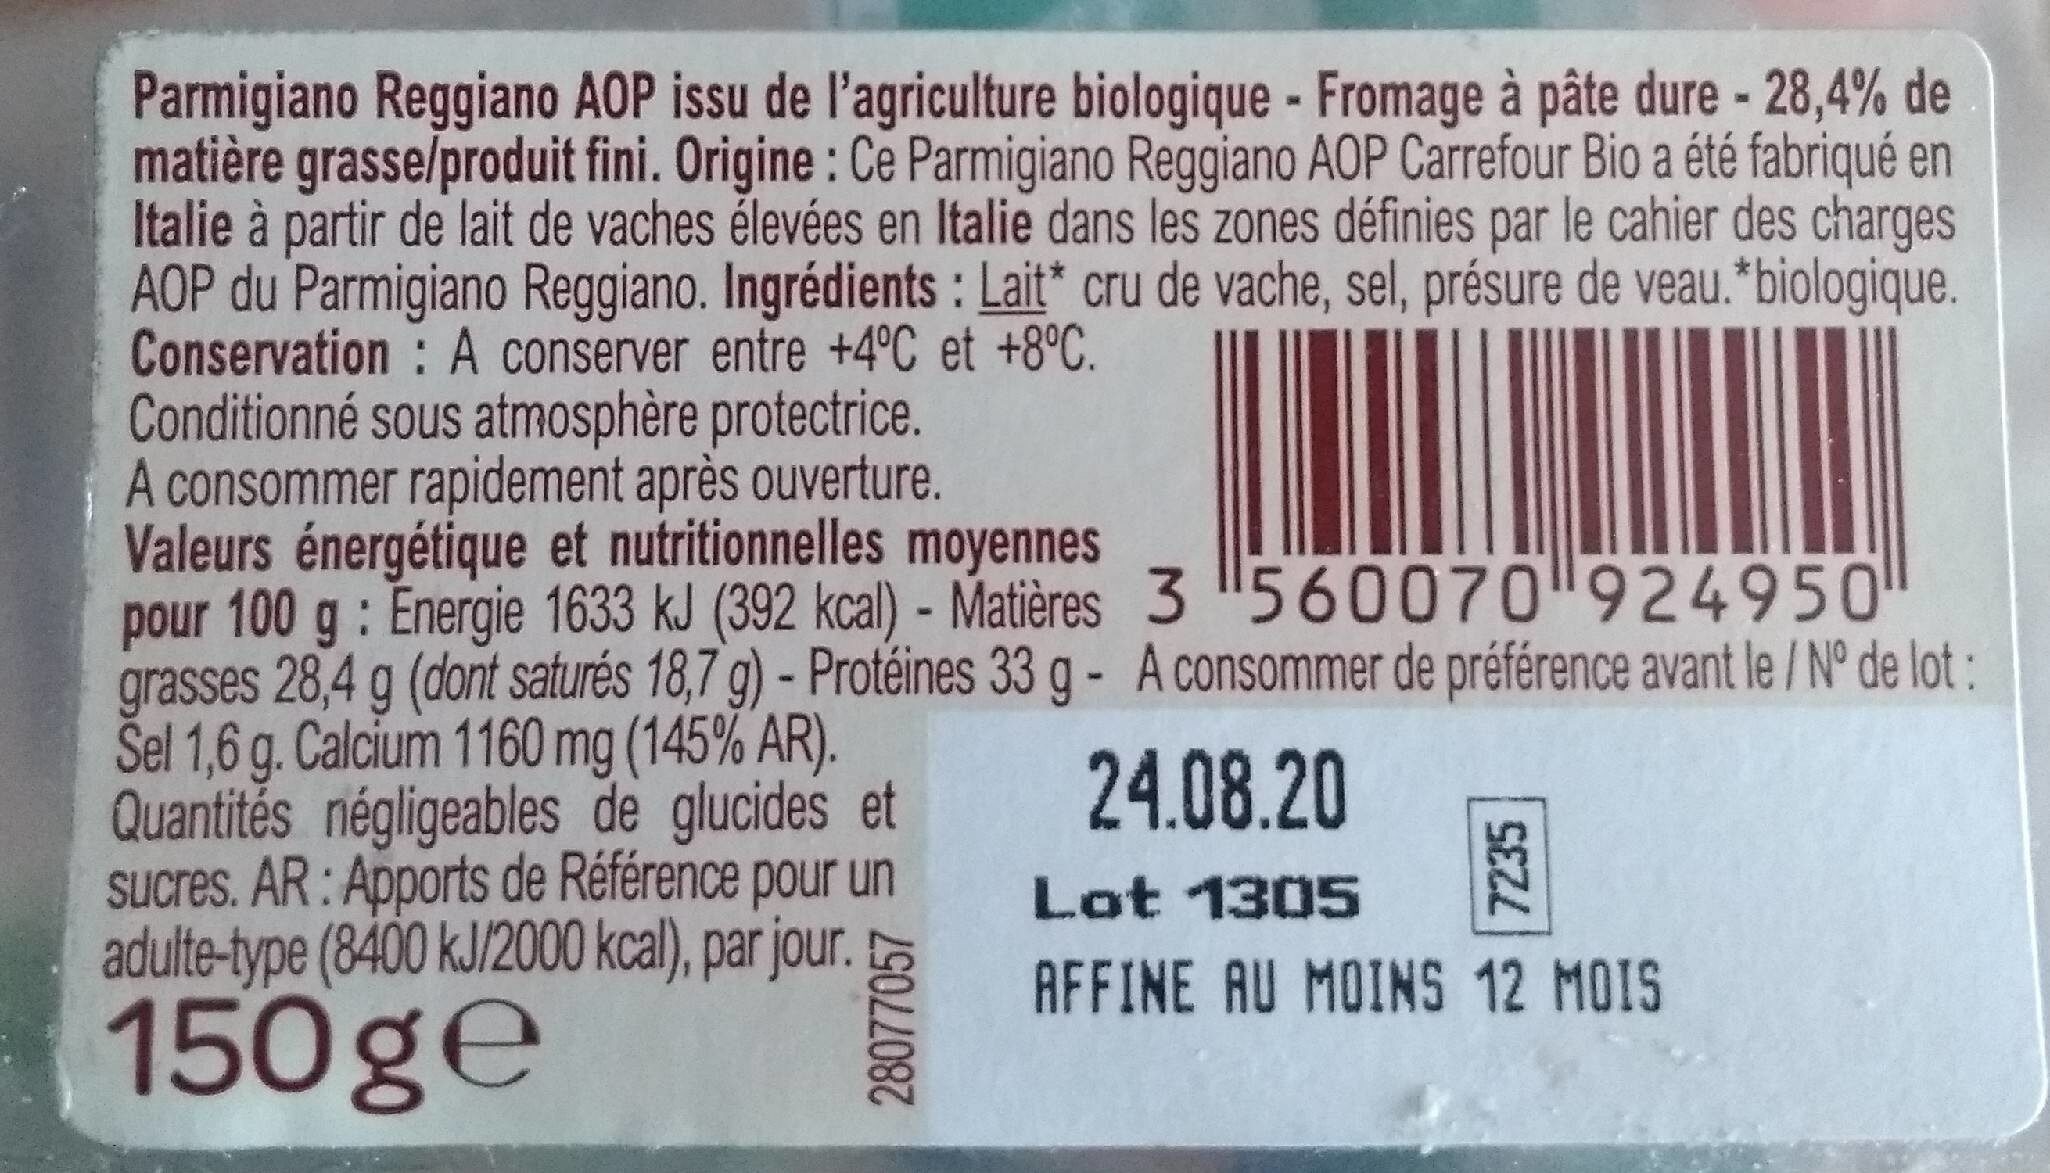 Parmigiano Reggiano AOP issu de l'agriculture biologique - Fromage à pâte dure - 28,4% de
matière grasse/produit fini. Origine : Ce Parmigiano Reggiano AOP Carrefour Bio a été fabriqué en
Italie à partir de lait de vaches élevées en Italie dans les zones définies par le cahier des charges
AOP du Parmigiano Reggiano. Ingrédients : Lait* cru de vache, sel, présure de veau.*biologique.
Conservation : A conserver entre +4°C et +8°C.
Conditionné sous atmosphère protectrice.
A consommer rapidement après ouverture.
Valeurs énergétique et nutritionnelles moyennes
pour 100 g : Energie 1633 kJ (392 kcal) - Matières
grasses 28,4 g (dont saturés 18,7 g) - Protéines 33 g -
Sel 1,6 g. Calcium 1160 mg (145% AR).
Quantités négligeables de glucides et
sucres. AR : Apports de Référence pour un
adulte-type (8400 kJ/2000 kcal), par jour.
150 g e
28077057
3 560070 924950
A consommer de préférence avant le / N° de lot :
24.08.20
Lot 1305
7235
AFFINE AU MOINS 12 MOIS